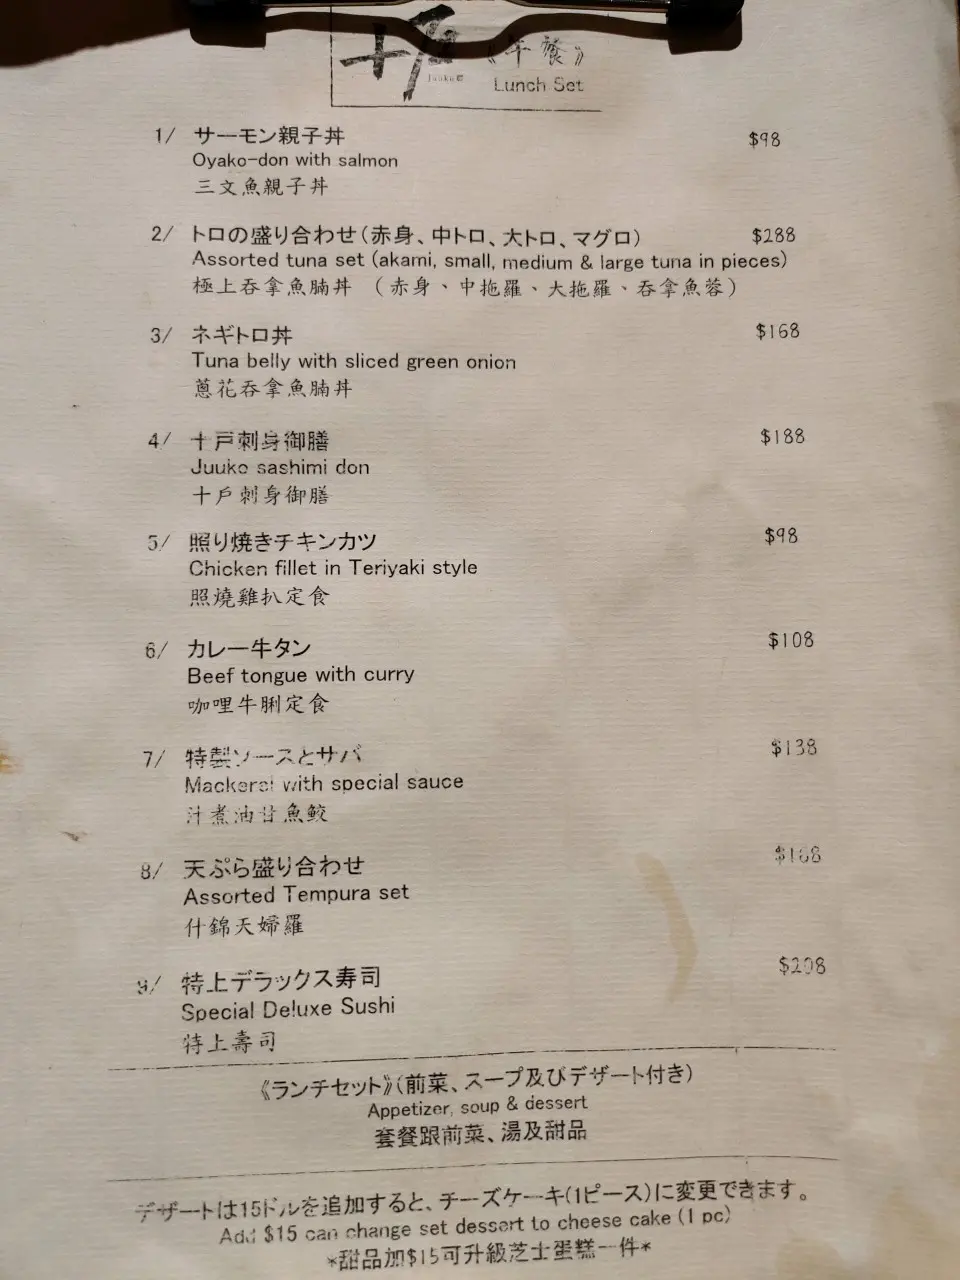 十戶
Juuko
《午餐》
Lunch Set
1/ サーモン親子丼 $98
Oyako-don with salmon
三文魚親子丼
2/ トロの盛り合わせ(赤身、中トロ、大トロ、マグロ) $288
Assorted tuna set (akami, small, medium & large tuna in pieces)
極上吞拿魚腩丼 (赤身、中拖羅、大拖羅、吞拿魚蓉)
3/ ネギトロ丼 $168
Tuna belly with sliced green onion
蔥花吞拿魚腩丼
4/ 十戸刺身御膳 $188
Juuko sashimi don
十戶刺身御膳
5/ 照り焼きチキンカツ $98
Chicken fillet in Teriyaki style
照燒雞扒定食
6/ カレー牛タン $108
Beef tongue with curry
咖哩牛脷定食
7/ 特製ソースとサバ $138
Mackerel with special sauce
汁煮油甘魚鮫
8/ 天ぷら盛り合わせ $168
Assorted Tempura set
什錦天婦羅
9/ 特上デラックス寿司 $208
Special Deluxe Sushi
特上壽司
《ランチセット》(前菜、スープ及びデザート付き)
Appetizer, soup & dessert
套餐跟前菜、湯及甜品
デザートは15ドルを追加すると、チーズケーキ(1ピース)に変更できます。
Add $15 can change set dessert to cheese cake (1 pc)
*甜品加$15可升級芝士蛋糕一件*